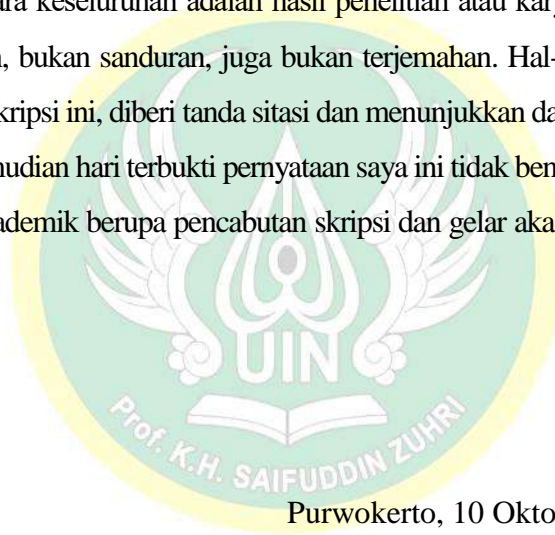 ara keseluruhan adalah hasil penelitian atau kar
, bukan sanduran, juga bukan terjemahan. Hal-
kripsi ini, diberi tanda sitasi dan menunjukkan da
mudian hari terbukti pernyataan saya ini tidak ben
ademik berupa pencabutan skripsi dan gelar aka
UIN
Prof. K.H. SAIFUDDIN ZUHRI
Purwokerto, 10 Okto